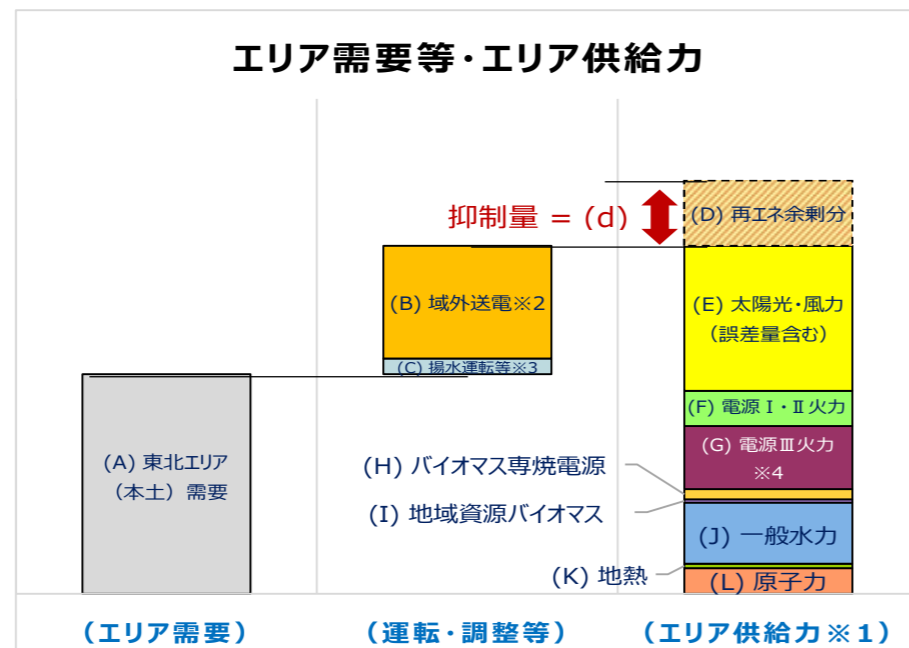 エリア需要等・エリア供給力
抑制量 = (d)
(D) 再エネ余剰分
(B) 域外送電※2
(E) 太陽光・風力
（誤差量含む）
(C) 揚水運転等※3
(F) 電源Ⅰ・Ⅱ火力
(A) 東北エリア
（本土）需要
(G) 電源Ⅲ火力
※4
(H) バイオマス専焼電源
(I) 地域資源バイオマス
(J) 一般水力
(K) 地熱
(L) 原子力
（エリア需要）
（運転・調整等）
（エリア供給力※1）